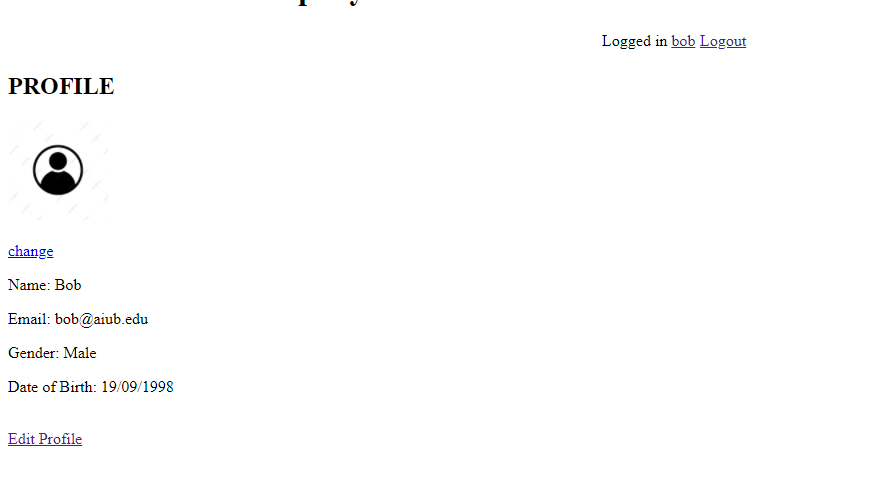 Logged in bob Logout
PROFILE
change
Name: Bob
Email: bob@aiub.edu
Gender: Male
Date of Birth: 19/09/1998
Edit Profile